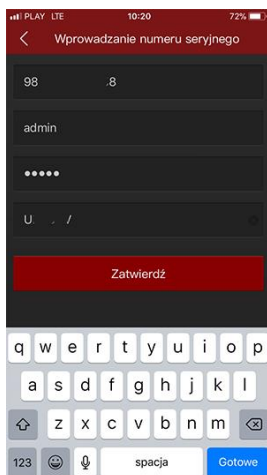 PLAY LTE 10:20 72%
Wprowadzanie numeru seryjnego
98 8
admin
•••••
U. /
Zatwierdź
q w e r t y u i o p
a s d f g h j k l
z x c v b n m
123 spacja Gotowe